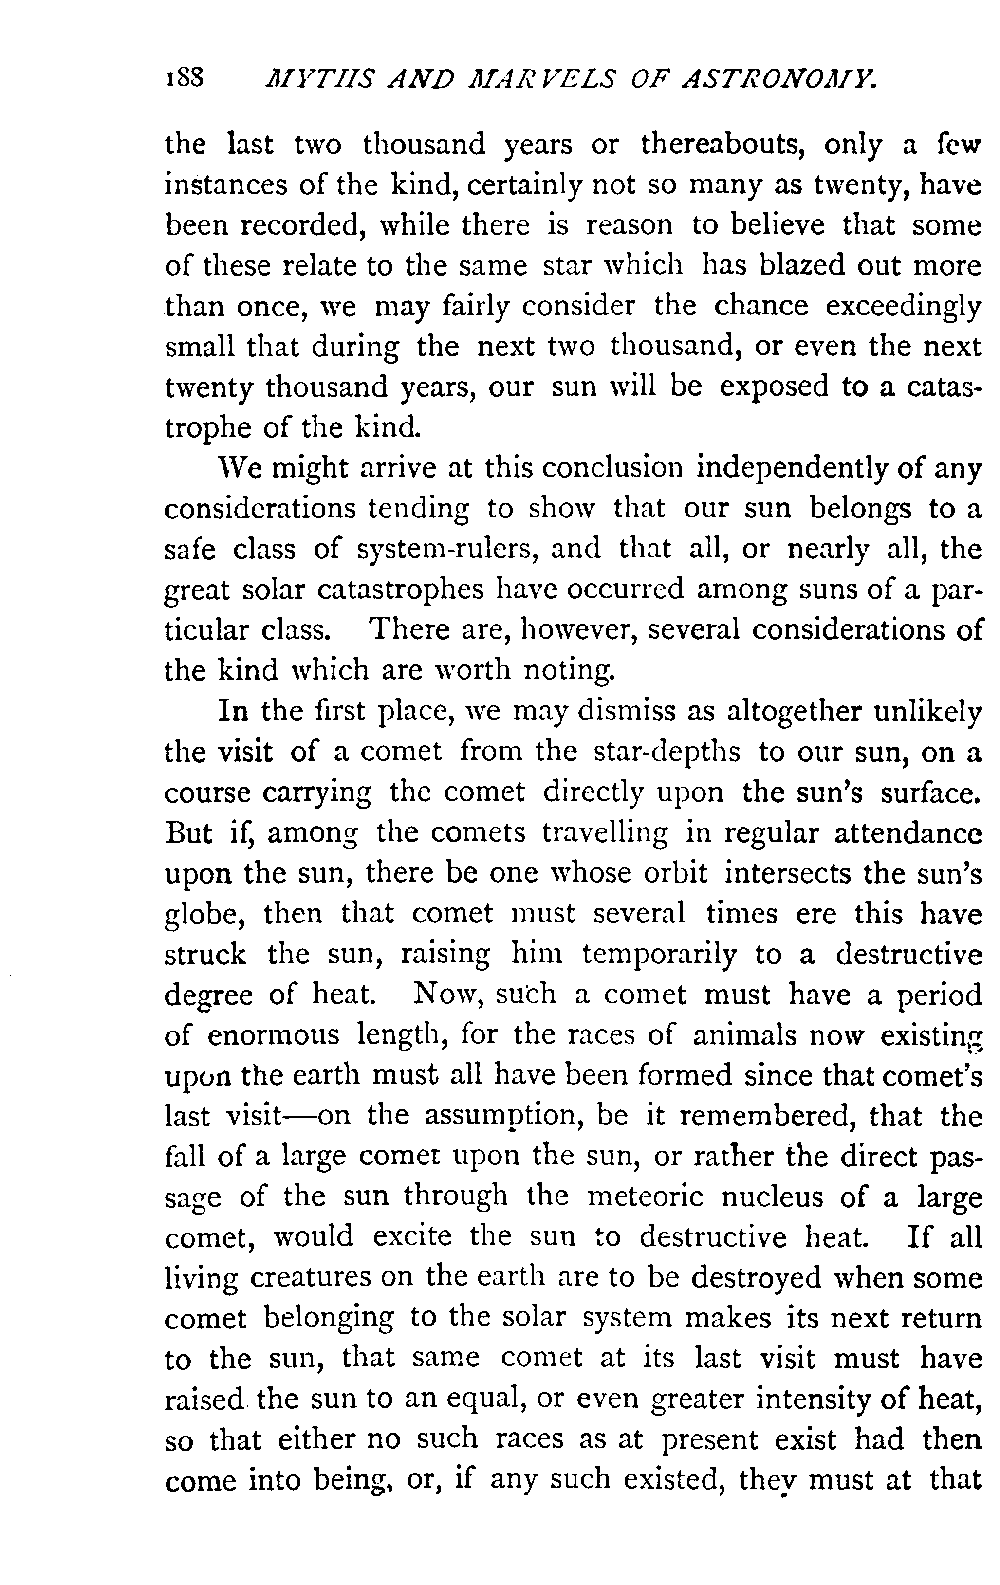 188 MYTHS AND MARVELS OF ASTRONOMY.
the last two thousand years or thereabouts, only a few
instances of the kind, certainly not so many as twenty, have
been recorded, while there is reason to believe that some
of these relate to the same star which has blazed out more
than once, we may fairly consider the chance exceedingly
small that during the next two thousand, or even the next
twenty thousand years, our sun will be exposed to a catas-
trophe of the kind.
We might arrive at this conclusion independently of any
considerations tending to show that our sun belongs to a
safe class of system-rulers, and that all, or nearly all, the
great solar catastrophes have occurred among suns of a par-
ticular class. There are, however, several considerations of
the kind which are worth noting.
In the first place, we may dismiss as altogether unlikely
the visit of a comet from the star-depths to our sun, on a
course carrying the comet directly upon the sun's surface.
But if, among the comets travelling in regular attendance
upon the sun, there be one whose orbit intersects the sun's
globe, then that comet must several times ere this have
struck the sun, raising him temporarily to a destructive
degree of heat. Now, such a comet must have a period
of enormous length, for the races of animals now existing
upon the earth must all have been formed since that comet's
last visit—on the assumption, be it remembered, that the
fall of a large comet upon the sun, or rather the direct pas-
sage of the sun through the meteoric nucleus of a large
comet, would excite the sun to destructive heat. If all
living creatures on the earth are to be destroyed when some
comet belonging to the solar system makes its next return
to the sun, that same comet at its last visit must have
raised the sun to an equal, or even greater intensity of heat,
so that either no such races as at present exist had then
come into being, or, if any such existed, they must at that